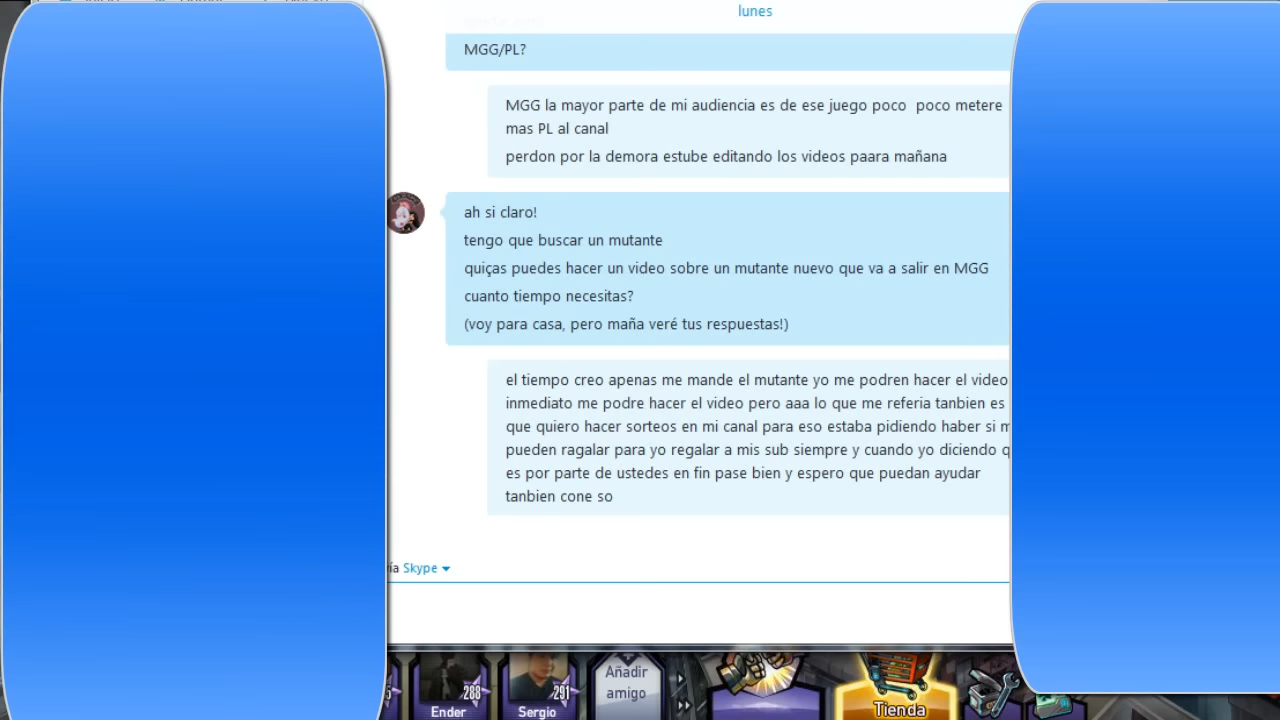 lunes
MGG/PL?
MGG la mayor parte de mi audiencia es de ese juego poco poco metere
mas PL al canal
perdon por la demora estube editando los videos paara mañana
ah si claro!
tengo que buscar un mutante
quiças puedes hacer un video sobre un mutante nuevo que va a salir en MGG
cuanto tiempo necesitas?
(voy para casa, pero maña veré tus respuestas!)
el tiempo creo apenas me mande el mutante yo me podren hacer el video
inmediato me podre hacer el video pero aaa lo que me referia tanbien es
que quiero hacer sorteos en mi canal para eso estaba pidiendo haber si
pueden ragalar para yo regalar a mis sub siempre y cuando yo diciendo
es por parte de ustedes en fin pase bien y espero que puedan ayudar
tanbien cone so
ía Skype
288
Ender
291
Sergio
Añadir
amigo
Tienda